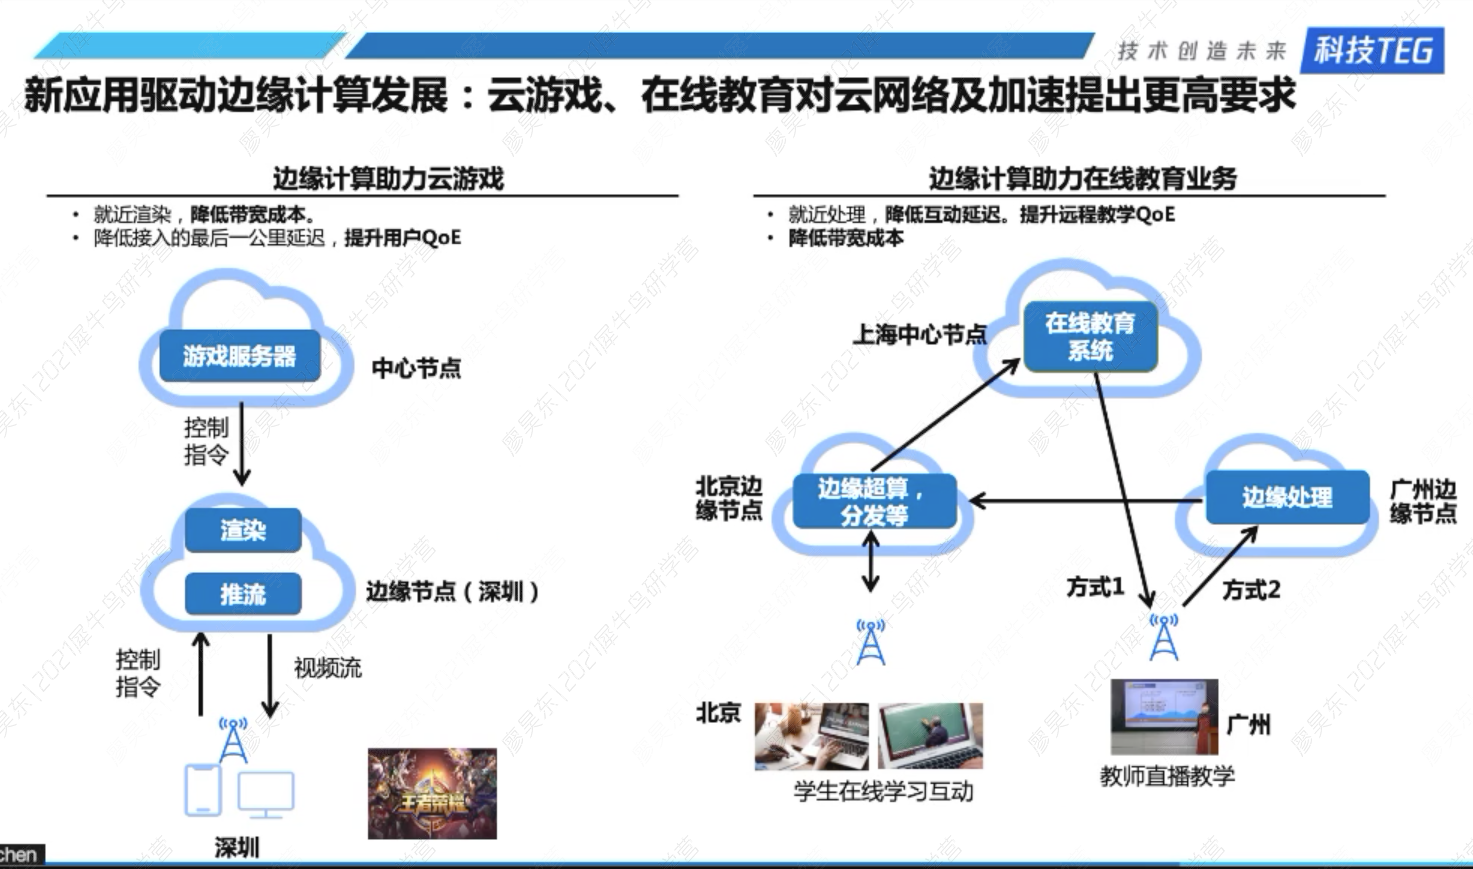 技术创造未来
科技TEG
新应用驱动边缘计算发展：云游戏、在线教育对云网络及加速提出更高要求
边缘计算助力云游戏
• 就近渲染，降低带宽成本。
• 降低接入的最后一公里延迟，提升用户QoE
游戏服务器
中心节点
控制
指令
渲染
推流
边缘节点（深圳）
控制
指令
视频流
王者荣耀
深圳
边缘计算助力在线教育业务
• 就近处理，降低互动延迟。提升远程教学QoE
• 降低带宽成本
上海中心节点
在线教育
系统
北京边
缘节点
边缘超算，
分发等
边缘处理
广州边
缘节点
方式1
方式2
北京
学生在线学习互动
广州
教师直播教学
chen
廖昊东|2021犀牛鸟研学营